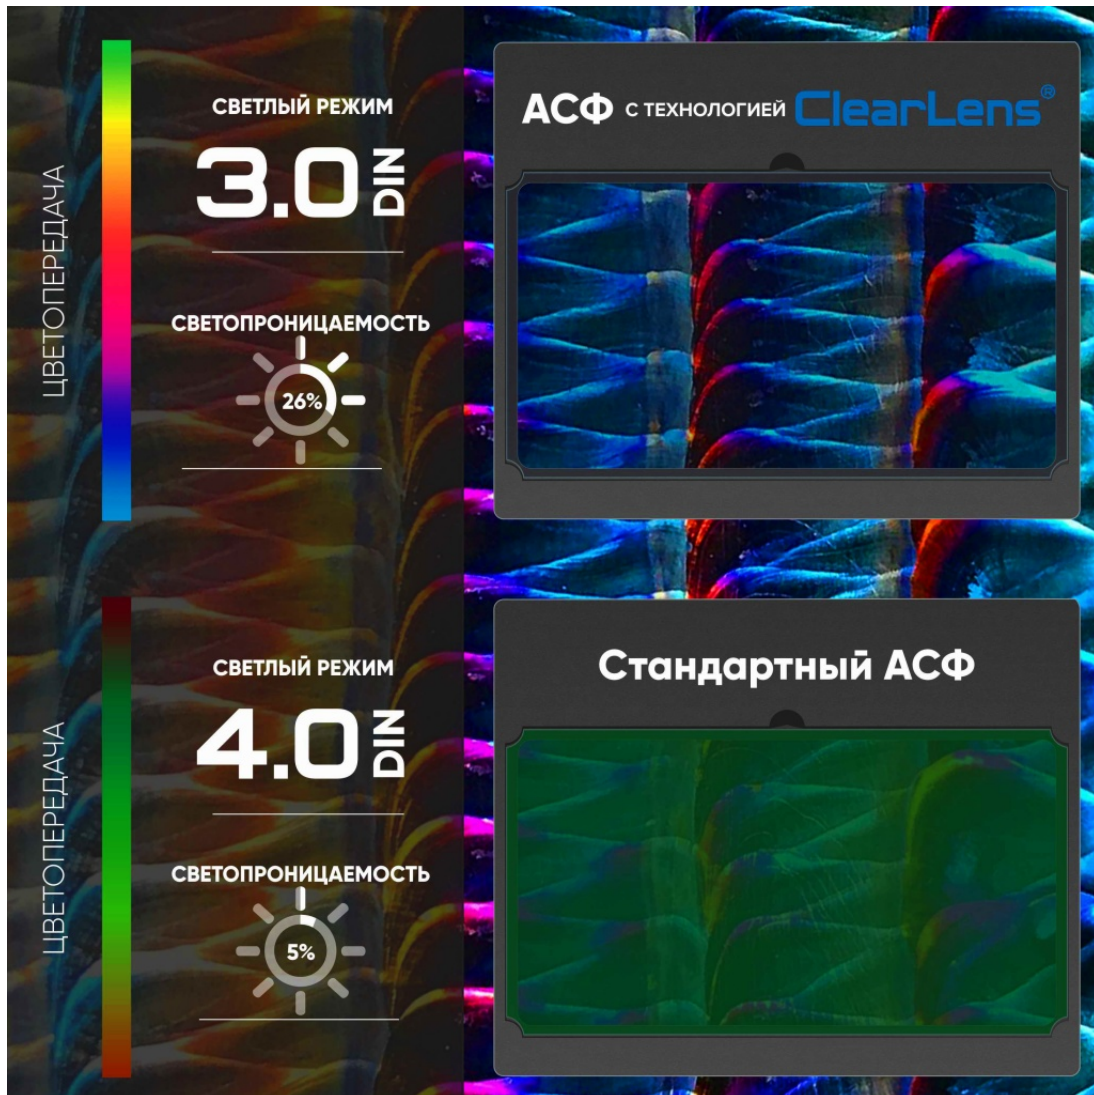 ЦВЕТОПЕРЕДАЧА
СВЕТЛЫЙ РЕЖИМ
3.0 DIN
СВЕТОПРОНИЦАЕМОСТЬ
26%
АСФ С ТЕХНОЛОГИЕЙ ClearLens®
ЦВЕТОПЕРЕДАЧА
СВЕТЛЫЙ РЕЖИМ
4.0 DIN
СВЕТОПРОНИЦАЕМОСТЬ
5%
Стандартный АСФ